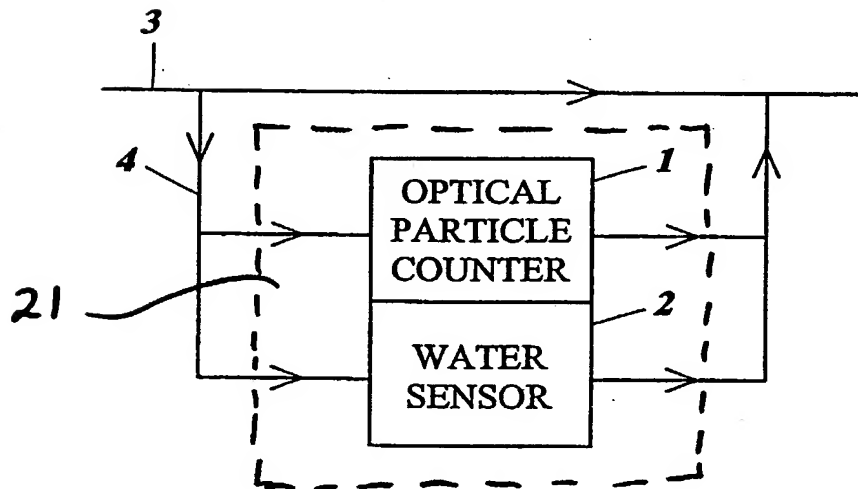 3
4
1
OPTICAL
PARTICLE
COUNTER
21
2
WATER
SENSOR